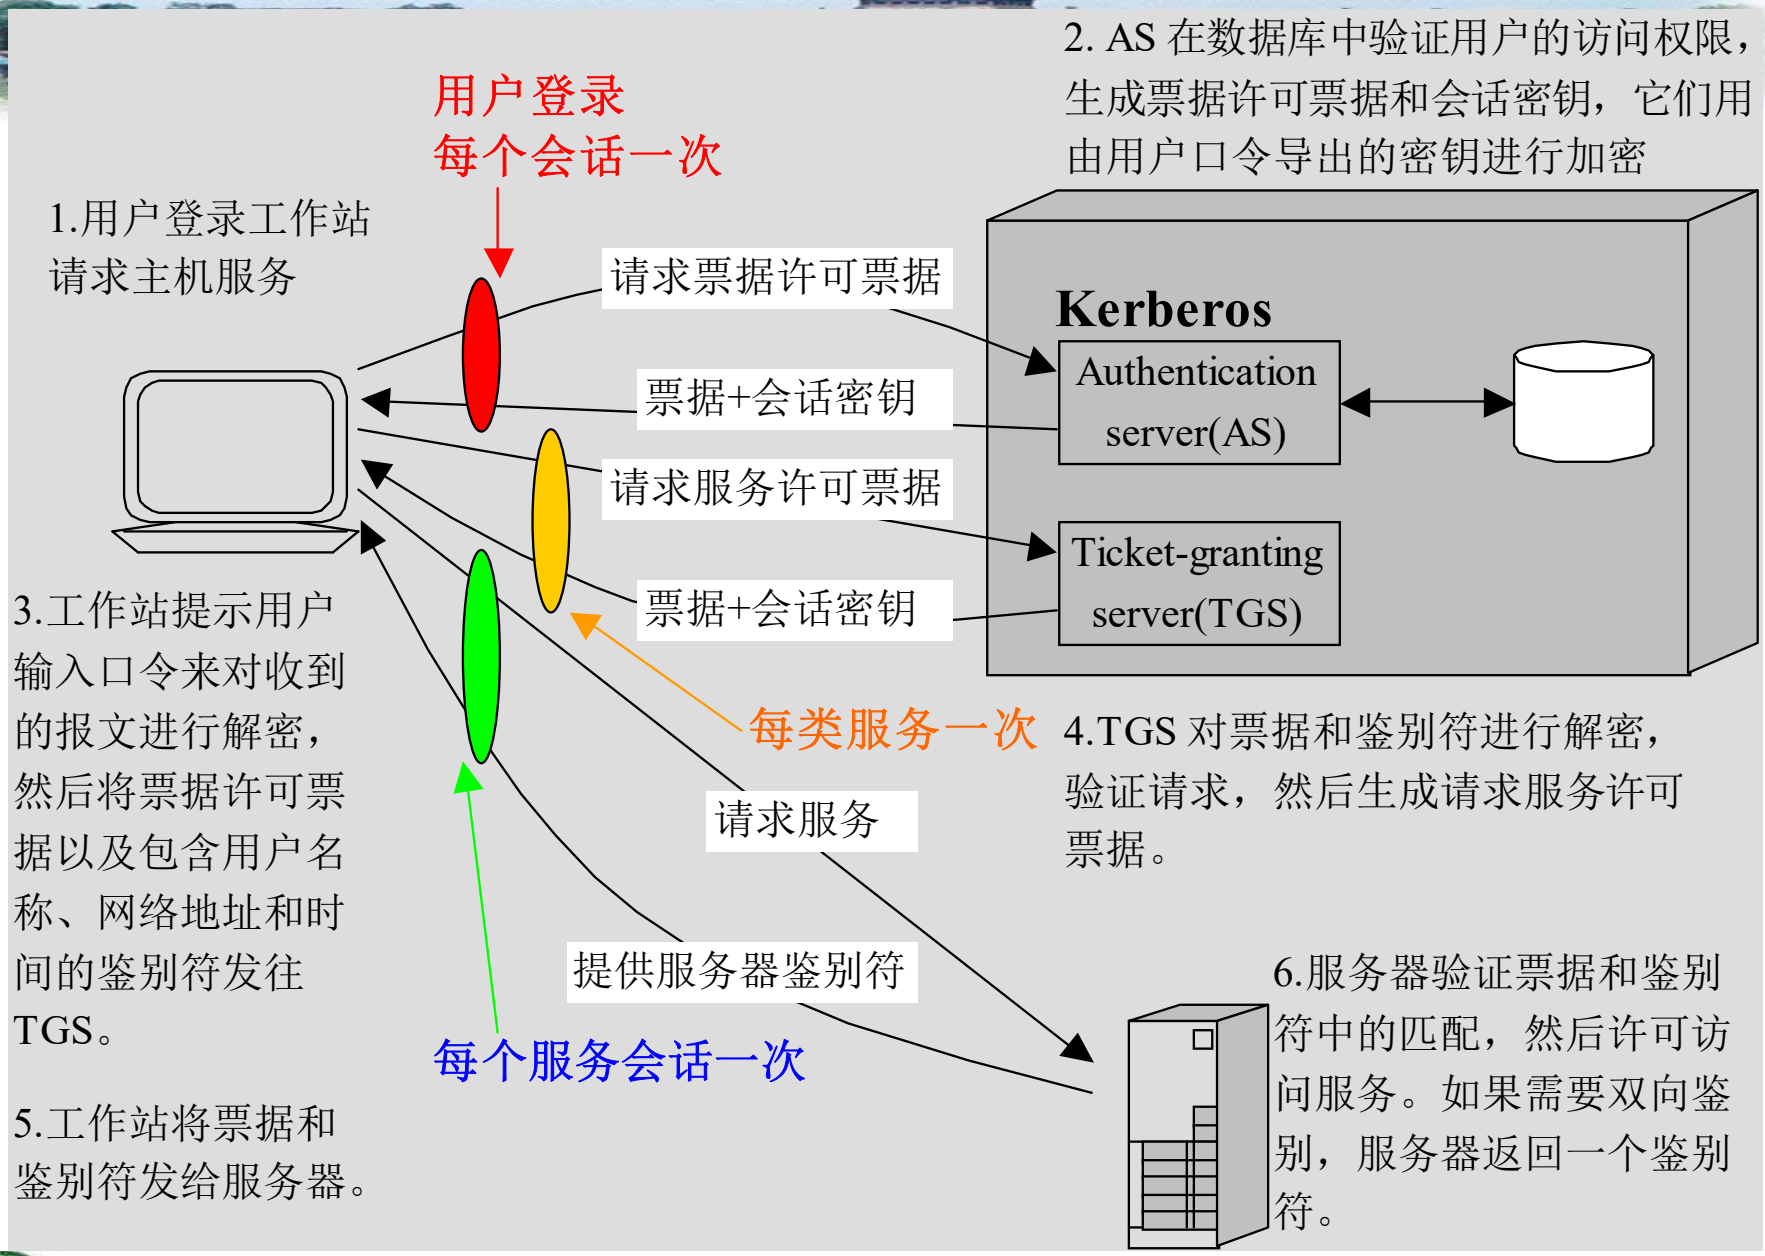 2. AS 在数据库中验证用户的访问权限，
生成票据许可票据和会话密钥，它们用
由用户口令导出的密钥进行加密
用户登录
每个会话一次
1.用户登录工作站
请求主机服务
请求票据许可票据
Kerberos
Authentication
server(AS)
票据+会话密钥
请求服务许可票据
Ticket-granting
server(TGS)
票据+会话密钥
3.工作站提示用户
输入口令来对收到
的报文进行解密，
然后将票据许可票
据以及包含用户名
称、网络地址和时
间的鉴别符发往
TGS。
每类服务一次
4.TGS 对票据和鉴别符进行解密，
验证请求，然后生成请求服务许可
票据。
请求服务
提供服务器鉴别符
每个服务会话一次
5.工作站将票据和
鉴别符发给服务器。
6.服务器验证票据和鉴别
符中的匹配，然后许可访
问服务。如果需要双向鉴
别，服务器返回一个鉴别
符。